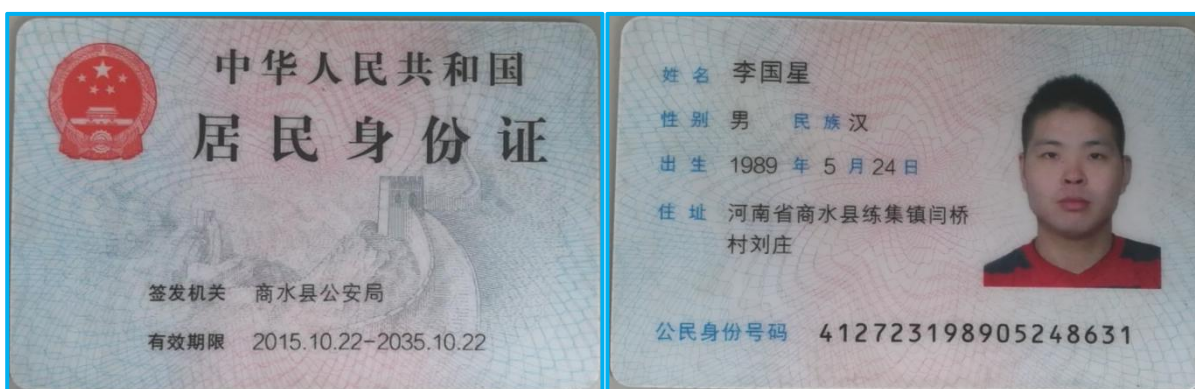 中华人民共和国
居民身份证
签发机关 商水县公安局
有效期限 2015.10.22-2035.10.22
姓名 李国星
性别 男 民族 汉
出生 1989 年 5 月 24 日
住址 河南省商水县练集镇闫桥
村刘庄
公民身份号码 412723198905248631